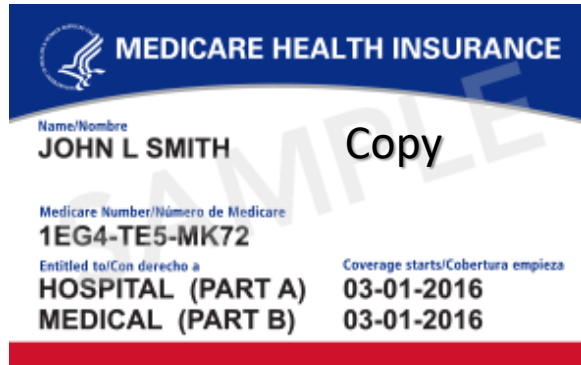 MEDICARE HEALTH INSURANCE
Name/Nombre
JOHN L SMITH
Copy
SAMPLE
Medicare Number/Número de Medicare
1EG4-TE5-MK72
Entitled to/Con derecho a
Coverage starts/Cobertura empieza
HOSPITAL (PART A) 03-01-2016
MEDICAL (PART B) 03-01-2016